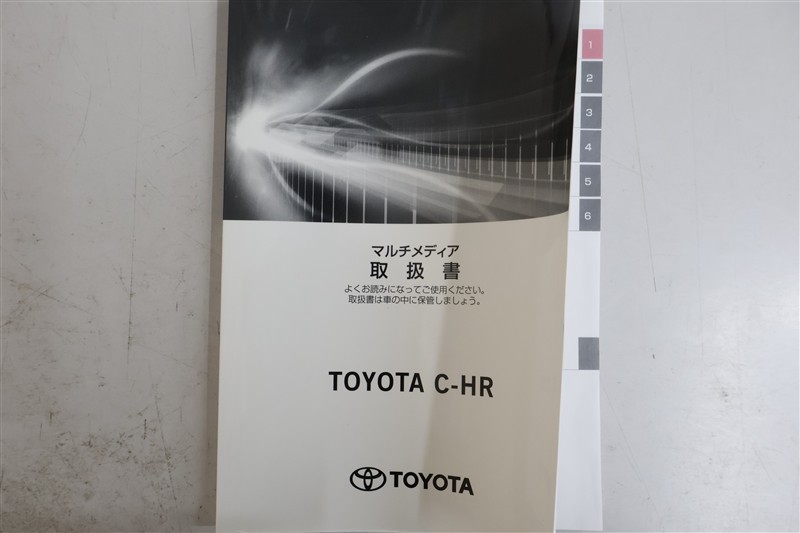 1
2
3
4
5
6
マルチメディア
取扱書
よくお読みになってご使用ください。
取扱書は車の中に保管しましょう。
TOYOTA C-HR
TOYOTA